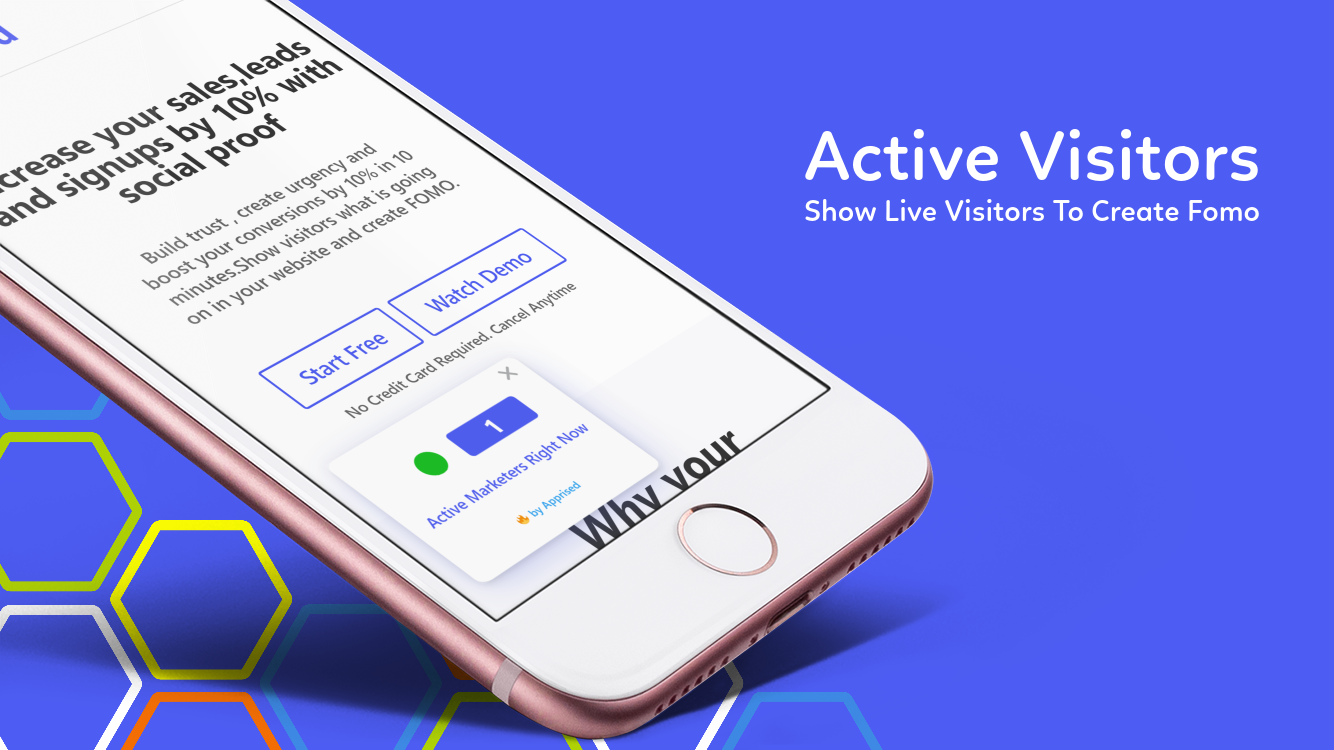 Active Visitors
Show Live Visitors To Create Fomo
crease your sales,leads
and signups by 10% with
social proof
Build trust , create urgency and
boost your conversions by 10% in 10
minutes.Show visitors what is going
on in your website and create FOMO.
Start Free
Watch Demo
No Credit Card Required. Cancel Anytime
X
1
Active Marketers Right Now
by Apprised
Why your